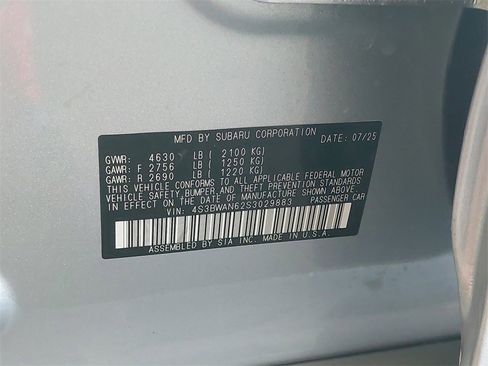 MFD BY SUBARU CORPORATION DATE: 07/25
GVWR: 4630 LB ( 2100 KG)
GAWR: F 2756 LB ( 1250 KG)
GAWR: R 2690 LB ( 1220 KG)
THIS VEHICLE CONFORMS TO ALL APPLICABLE FEDERAL MOTOR
VEHICLE SAFETY, BUMPER, AND THEFT PREVENTION STANDARDS
IN EFFECT ON THE DATE OF MANUFACTURE SHOWN ABOVE.
VIN: 4S3BWAN62S3029883 PASSENGER CAR
ASSEMBLED BY SIA INC. MADE IN U.S.A.